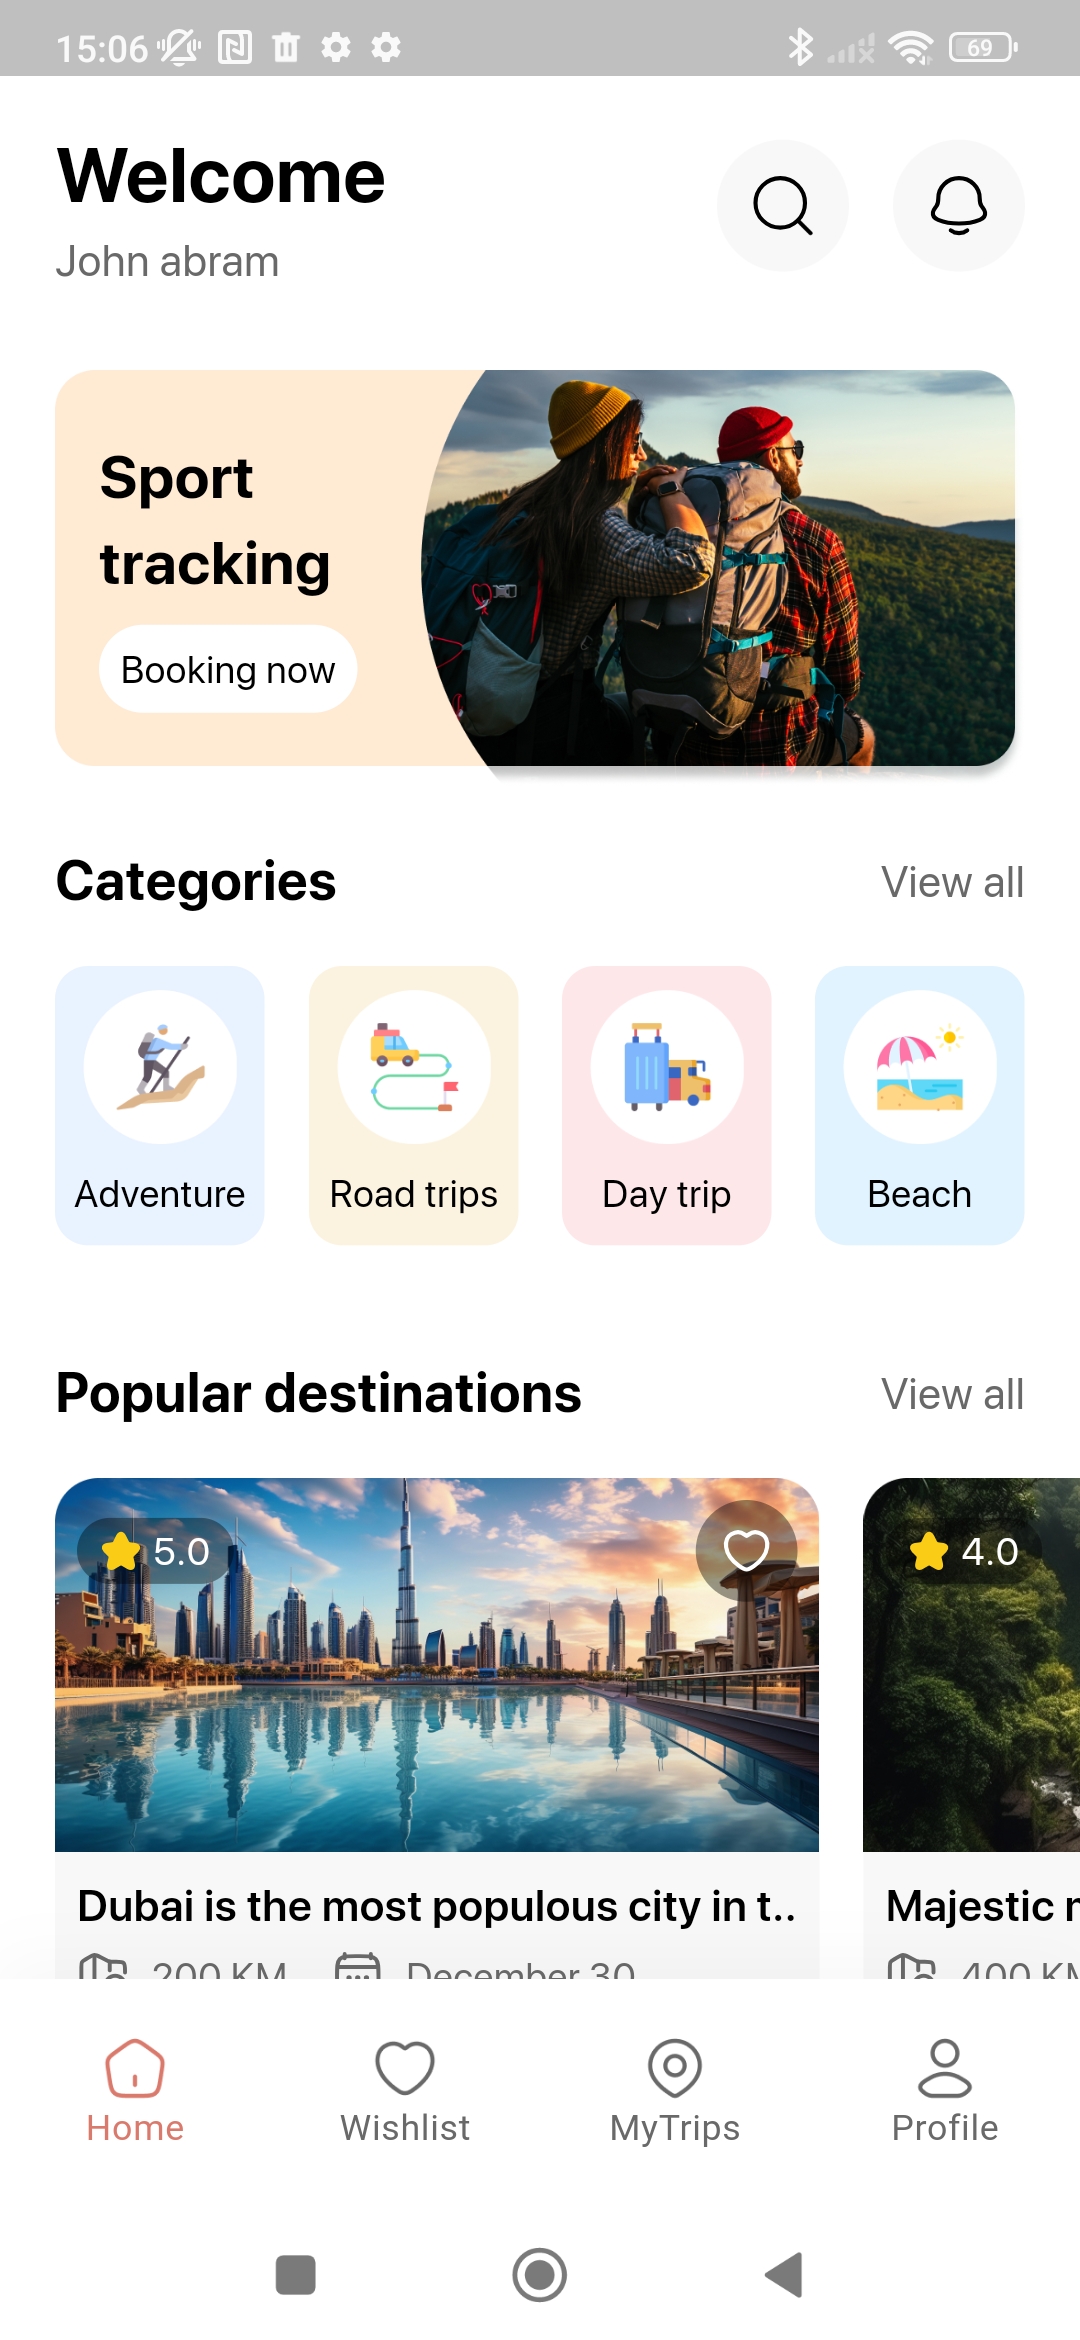 15:06
69
Welcome
John abram
Sport
tracking
Booking now
Categories
View all
Adventure
Road trips
Day trip
Beach
Popular destinations
View all
5.0
4.0
Dubai is the most populous city in t..
Majestic
200 KM
December 30
400 KM
Home
Wishlist
MyTrips
Profile